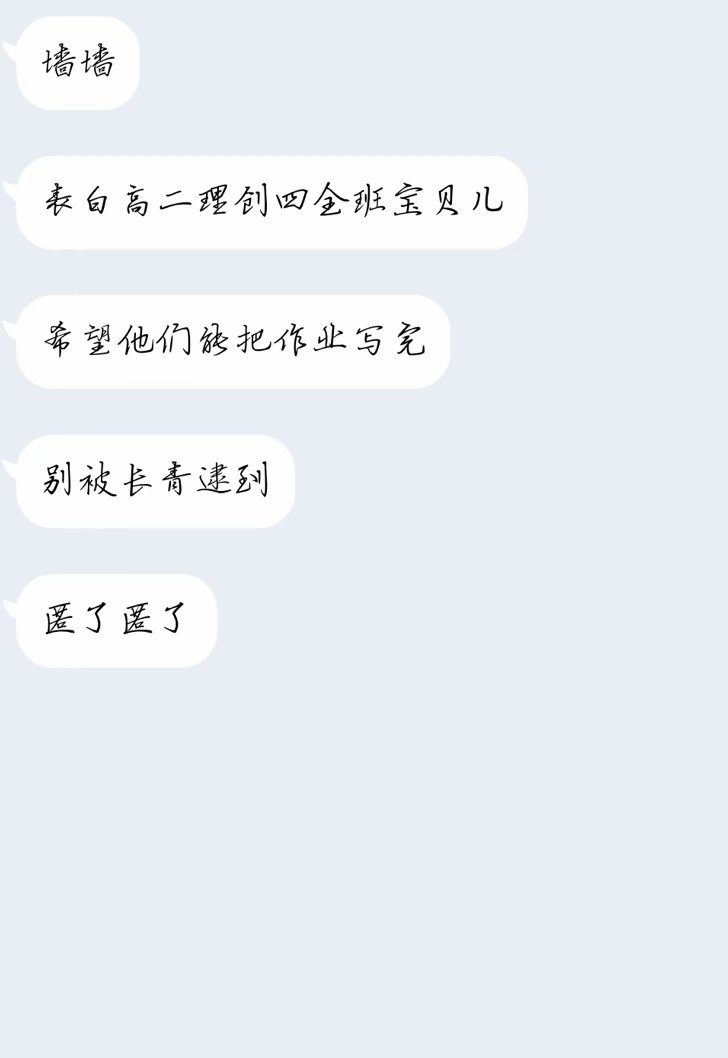 墙墙
表白高二理创四全班宝贝儿
希望他们能把作业写完
别被长青逮到
匿了匿了